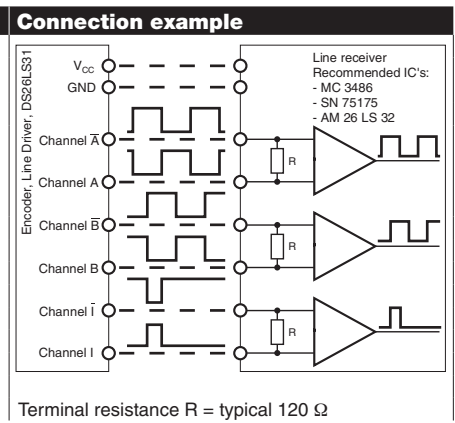 Connection example
Encoder, Line Driver, DS26LS31
VCC
GND
Channel A̅
Channel A
Channel B̅
Channel B
Channel I̅
Channel I
Line receiver
Recommended IC's:
- MC 3486
- SN 75175
- AM 26 LS 32
R
R
R
Terminal resistance R = typical 120 Ω